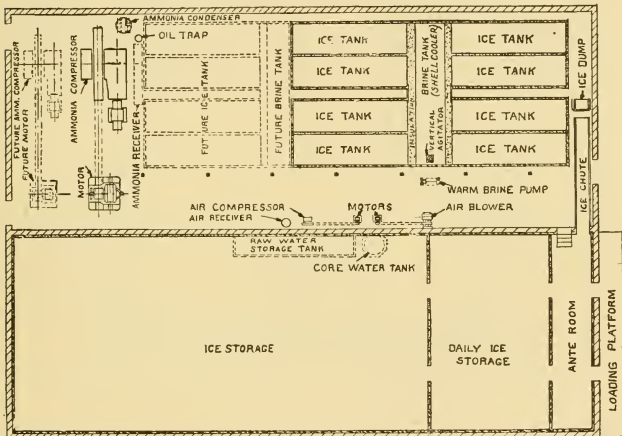 AMMONIA CONDENSER
OIL TRAP
FUTURE AMM. COMPRESSOR
FUTURE MOTOR
AMMONIA
COMPRESSOR
MOTOR
AMMONIA RECEIVER
FUTURE ICE TANK
FUTURE BRINE TANK
ICE TANK
ICE TANK
ICE TANK
ICE TANK
INSULATION
BRINE TANK
(SHELL COOLER)
VERTICAL
AGITATOR
ICE TANK
ICE TANK
ICE TANK
ICE TANK
ICE DUMP
ICE CHUTE
WARM BRINE PUMP
AIR COMPRESSOR
AIR RECEIVER
MOTORS
AIR BLOWER
RAW WATER
STORAGE TANK
CORE WATER TANK
ICE STORAGE
DAILY ICE
STORAGE
ANTE ROOM
LOADING PLATFORM